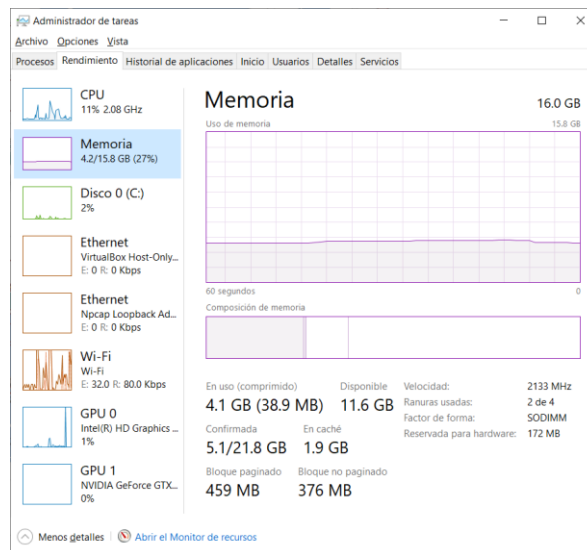 Administrador de tareas
Archivo Opciones Vista
Procesos Rendimiento Historial de aplicaciones Inicio Usuarios Detalles Servicios
CPU
11% 2.08 GHz
Memoria
4.2/15.8 GB (27%)
Disco 0 (C:)
2%
Ethernet
VirtualBox Host-Only...
E: 0 R: 0 Kbps
Ethernet
Npcap Loopback Ad...
E: 0 R: 0 Kbps
Wi-Fi
Wi-Fi
E: 32.0 R: 80.0 Kbps
GPU 0
Intel(R) HD Graphics ...
1%
GPU 1
NVIDIA GeForce GTX...
0%
Memoria 16.0 GB
Uso de memoria 15.8 GB
60 segundos 0
Composición de memoria
En uso (comprimido) Disponible
4.1 GB (38.9 MB) 11.6 GB
Confirmada En caché
5.1/21.8 GB 1.9 GB
Bloque paginado Bloque no paginado
459 MB 376 MB
Velocidad: 2133 MHz
Ranuras usadas: 2 de 4
Factor de forma: SODIMM
Reservada para hardware: 172 MB
Menos detalles Abrir el Monitor de recursos